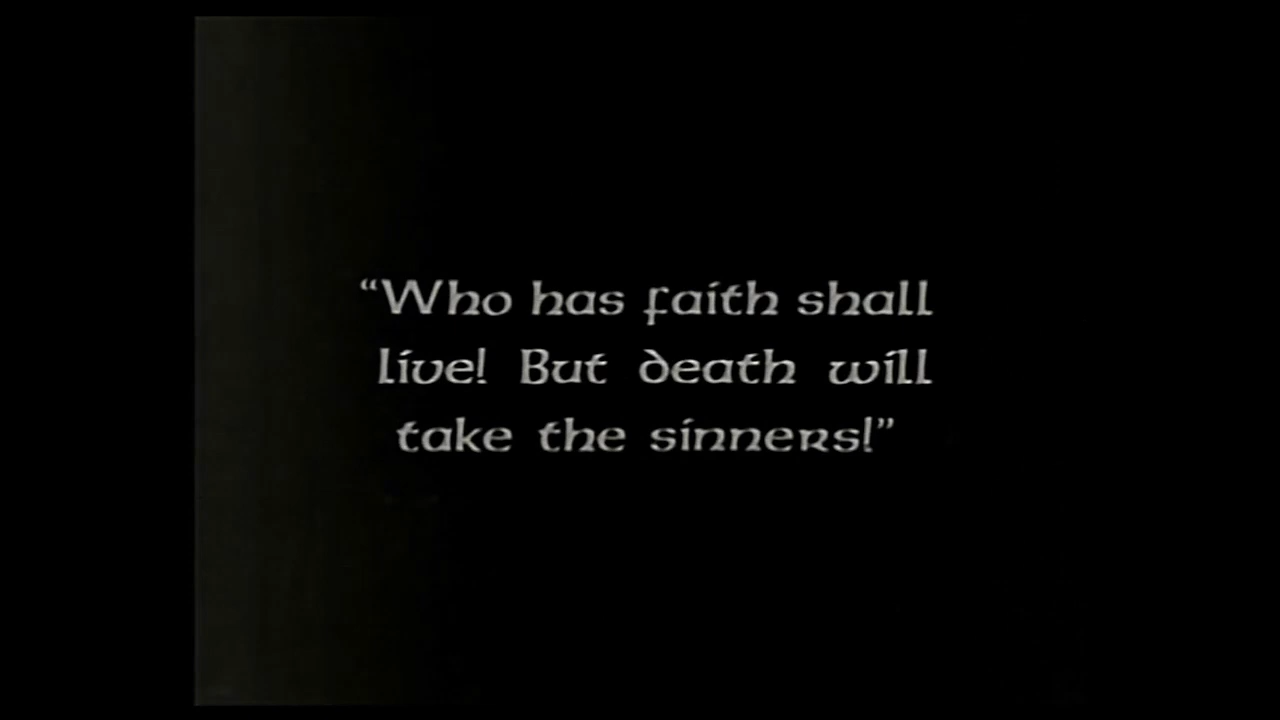 “Who has faith shall
live! But death will
take the sinners!”